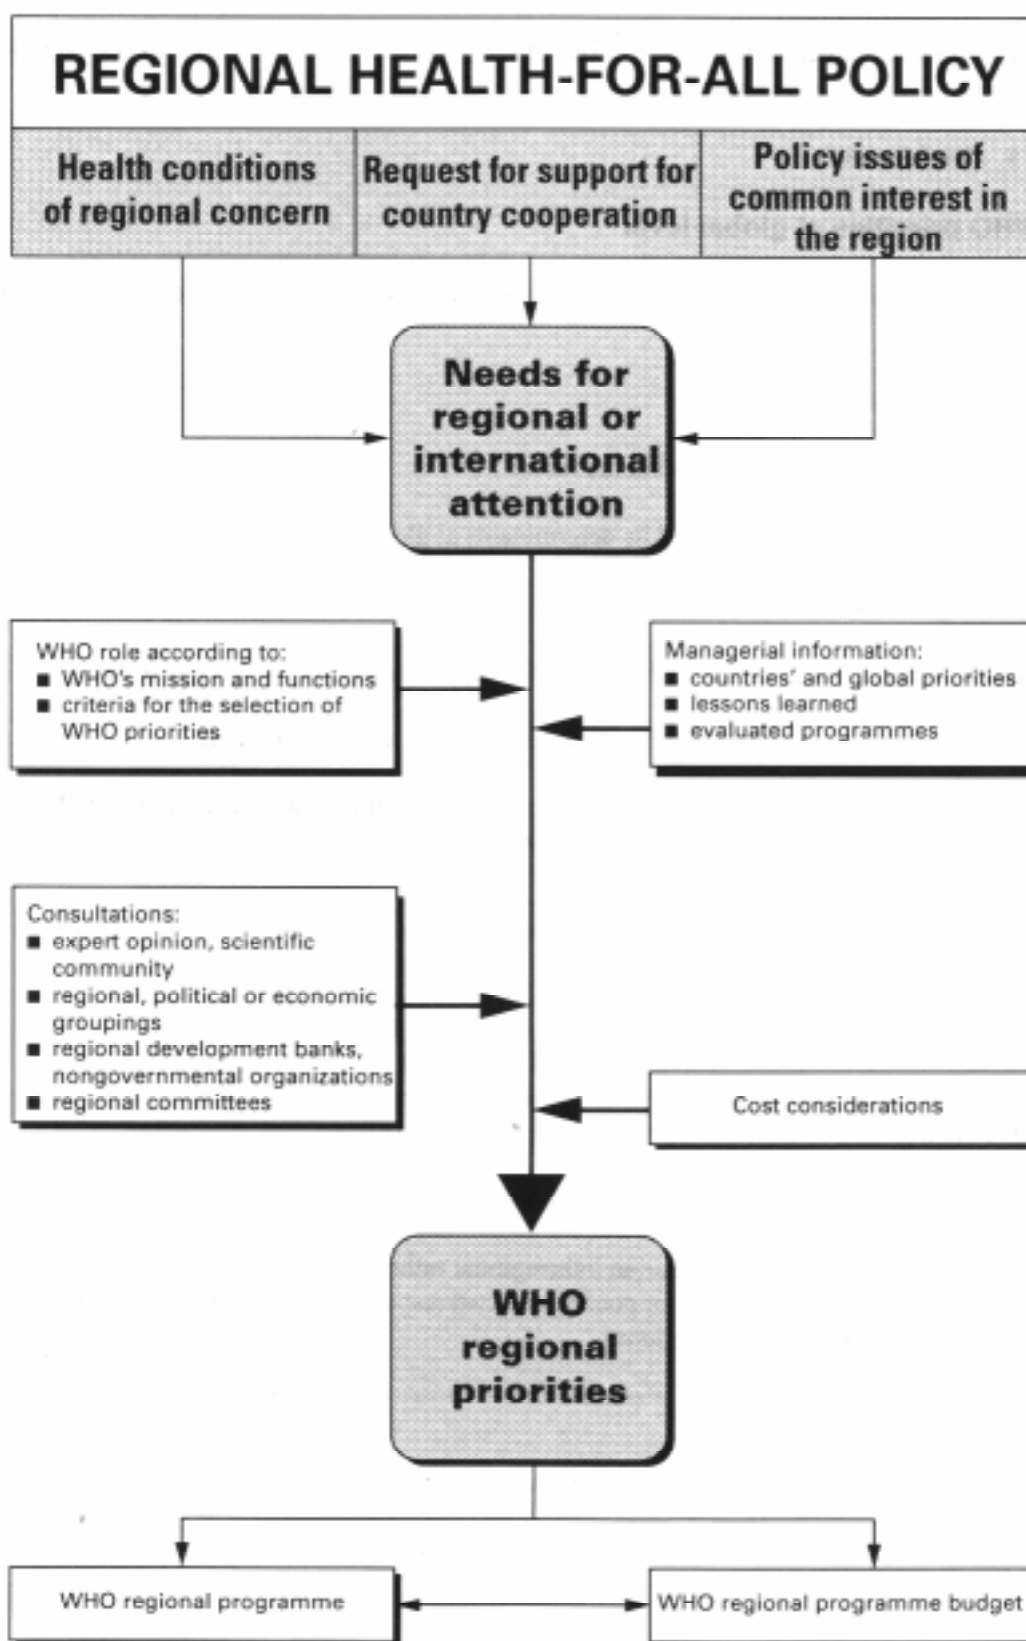 REGIONAL HEALTH-FOR-ALL POLICY
Health conditions
of regional concern
Request for support for
country cooperation
Policy issues of
common interest in
the region
Needs for
regional or
international
attention
WHO role according to:
■ WHO's mission and functions
■ criteria for the selection of
WHO priorities
Managerial information:
■ countries' and global priorities
■ lessons learned
■ evaluated programmes
Consultations:
■ expert opinion, scientific
community
■ regional, political or economic
groupings
■ regional development banks,
nongovernmental organizations
■ regional committees
Cost considerations
WHO
regional
priorities
WHO regional programme
WHO regional programme budget